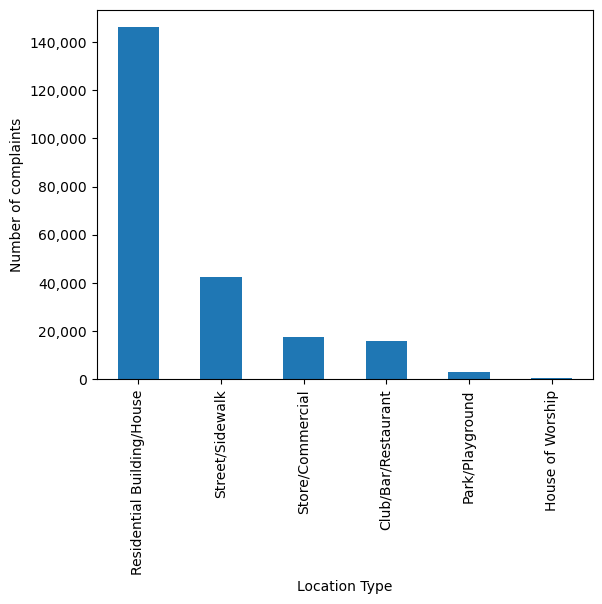 140,000
120,000
100,000
80,000
60,000
40,000
20,000
0
Number of complaints
Residential Building/House
Street/Sidewalk
Store/Commercial
Club/Bar/Restaurant
Park/Playground
House of Worship
Location Type